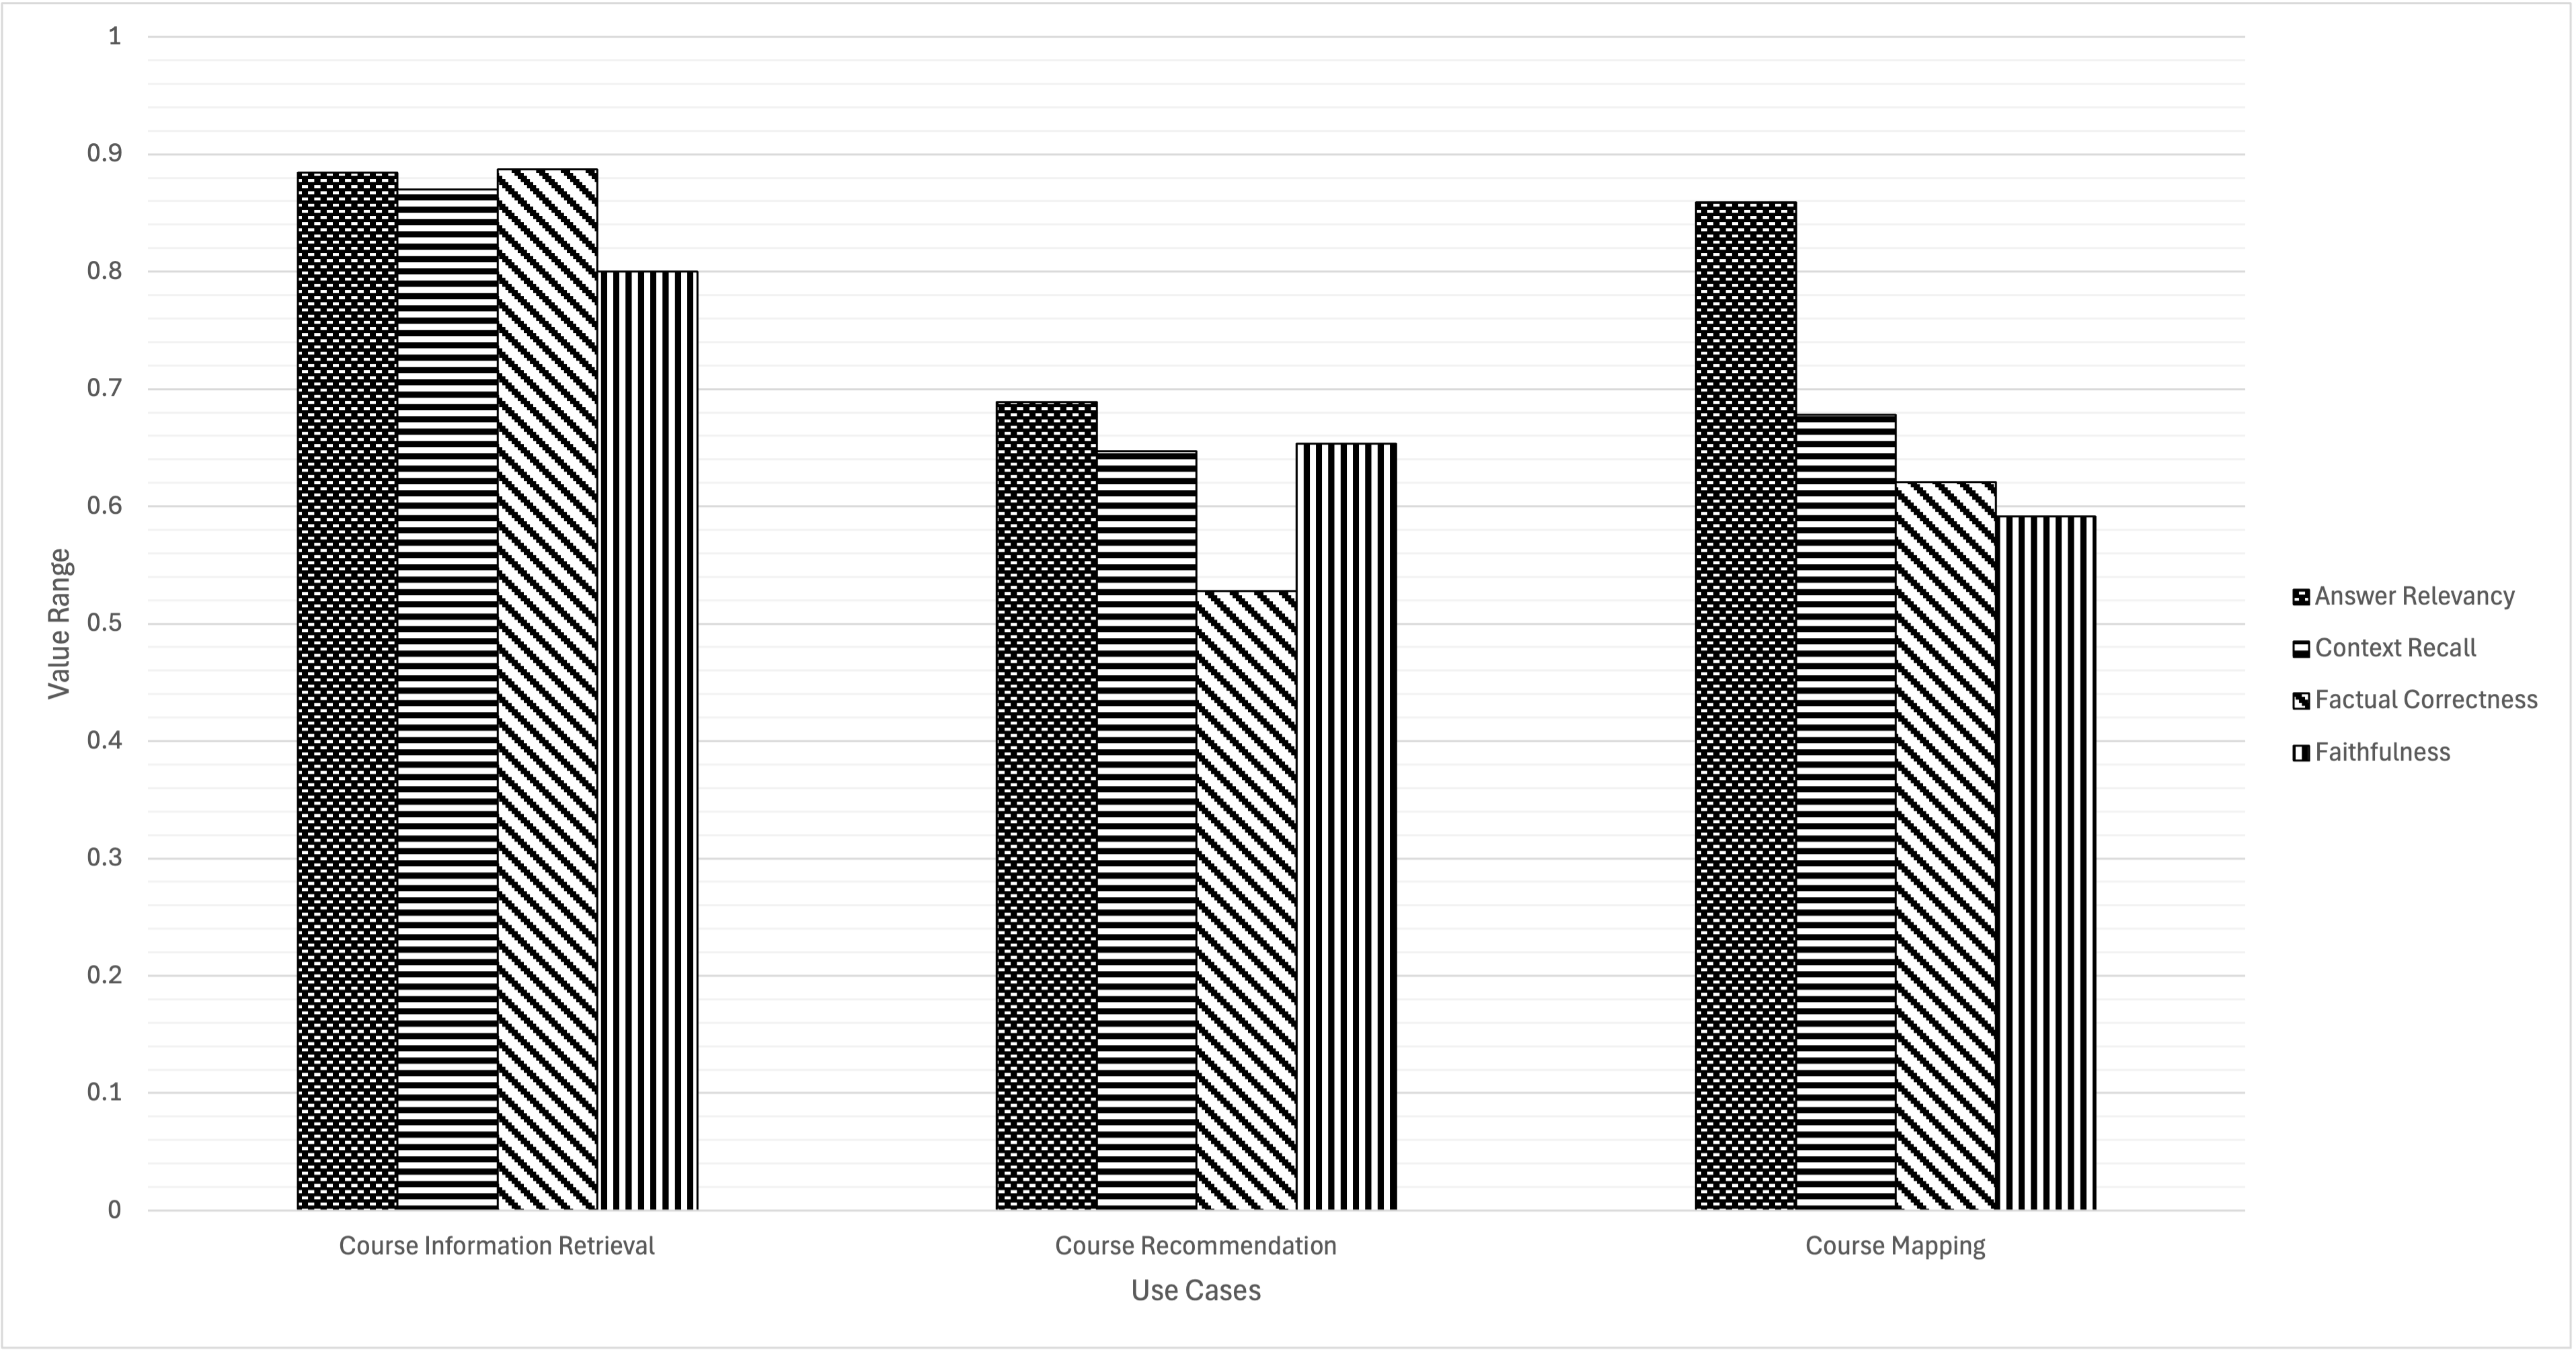 1
0.9
0.8
0.7
0.6
0.5
0.4
0.3
0.2
0.1
0
Value Range
Course Information Retrieval
Course Recommendation
Course Mapping
Use Cases
Answer Relevancy
Context Recall
Factual Correctness
Faithfulness